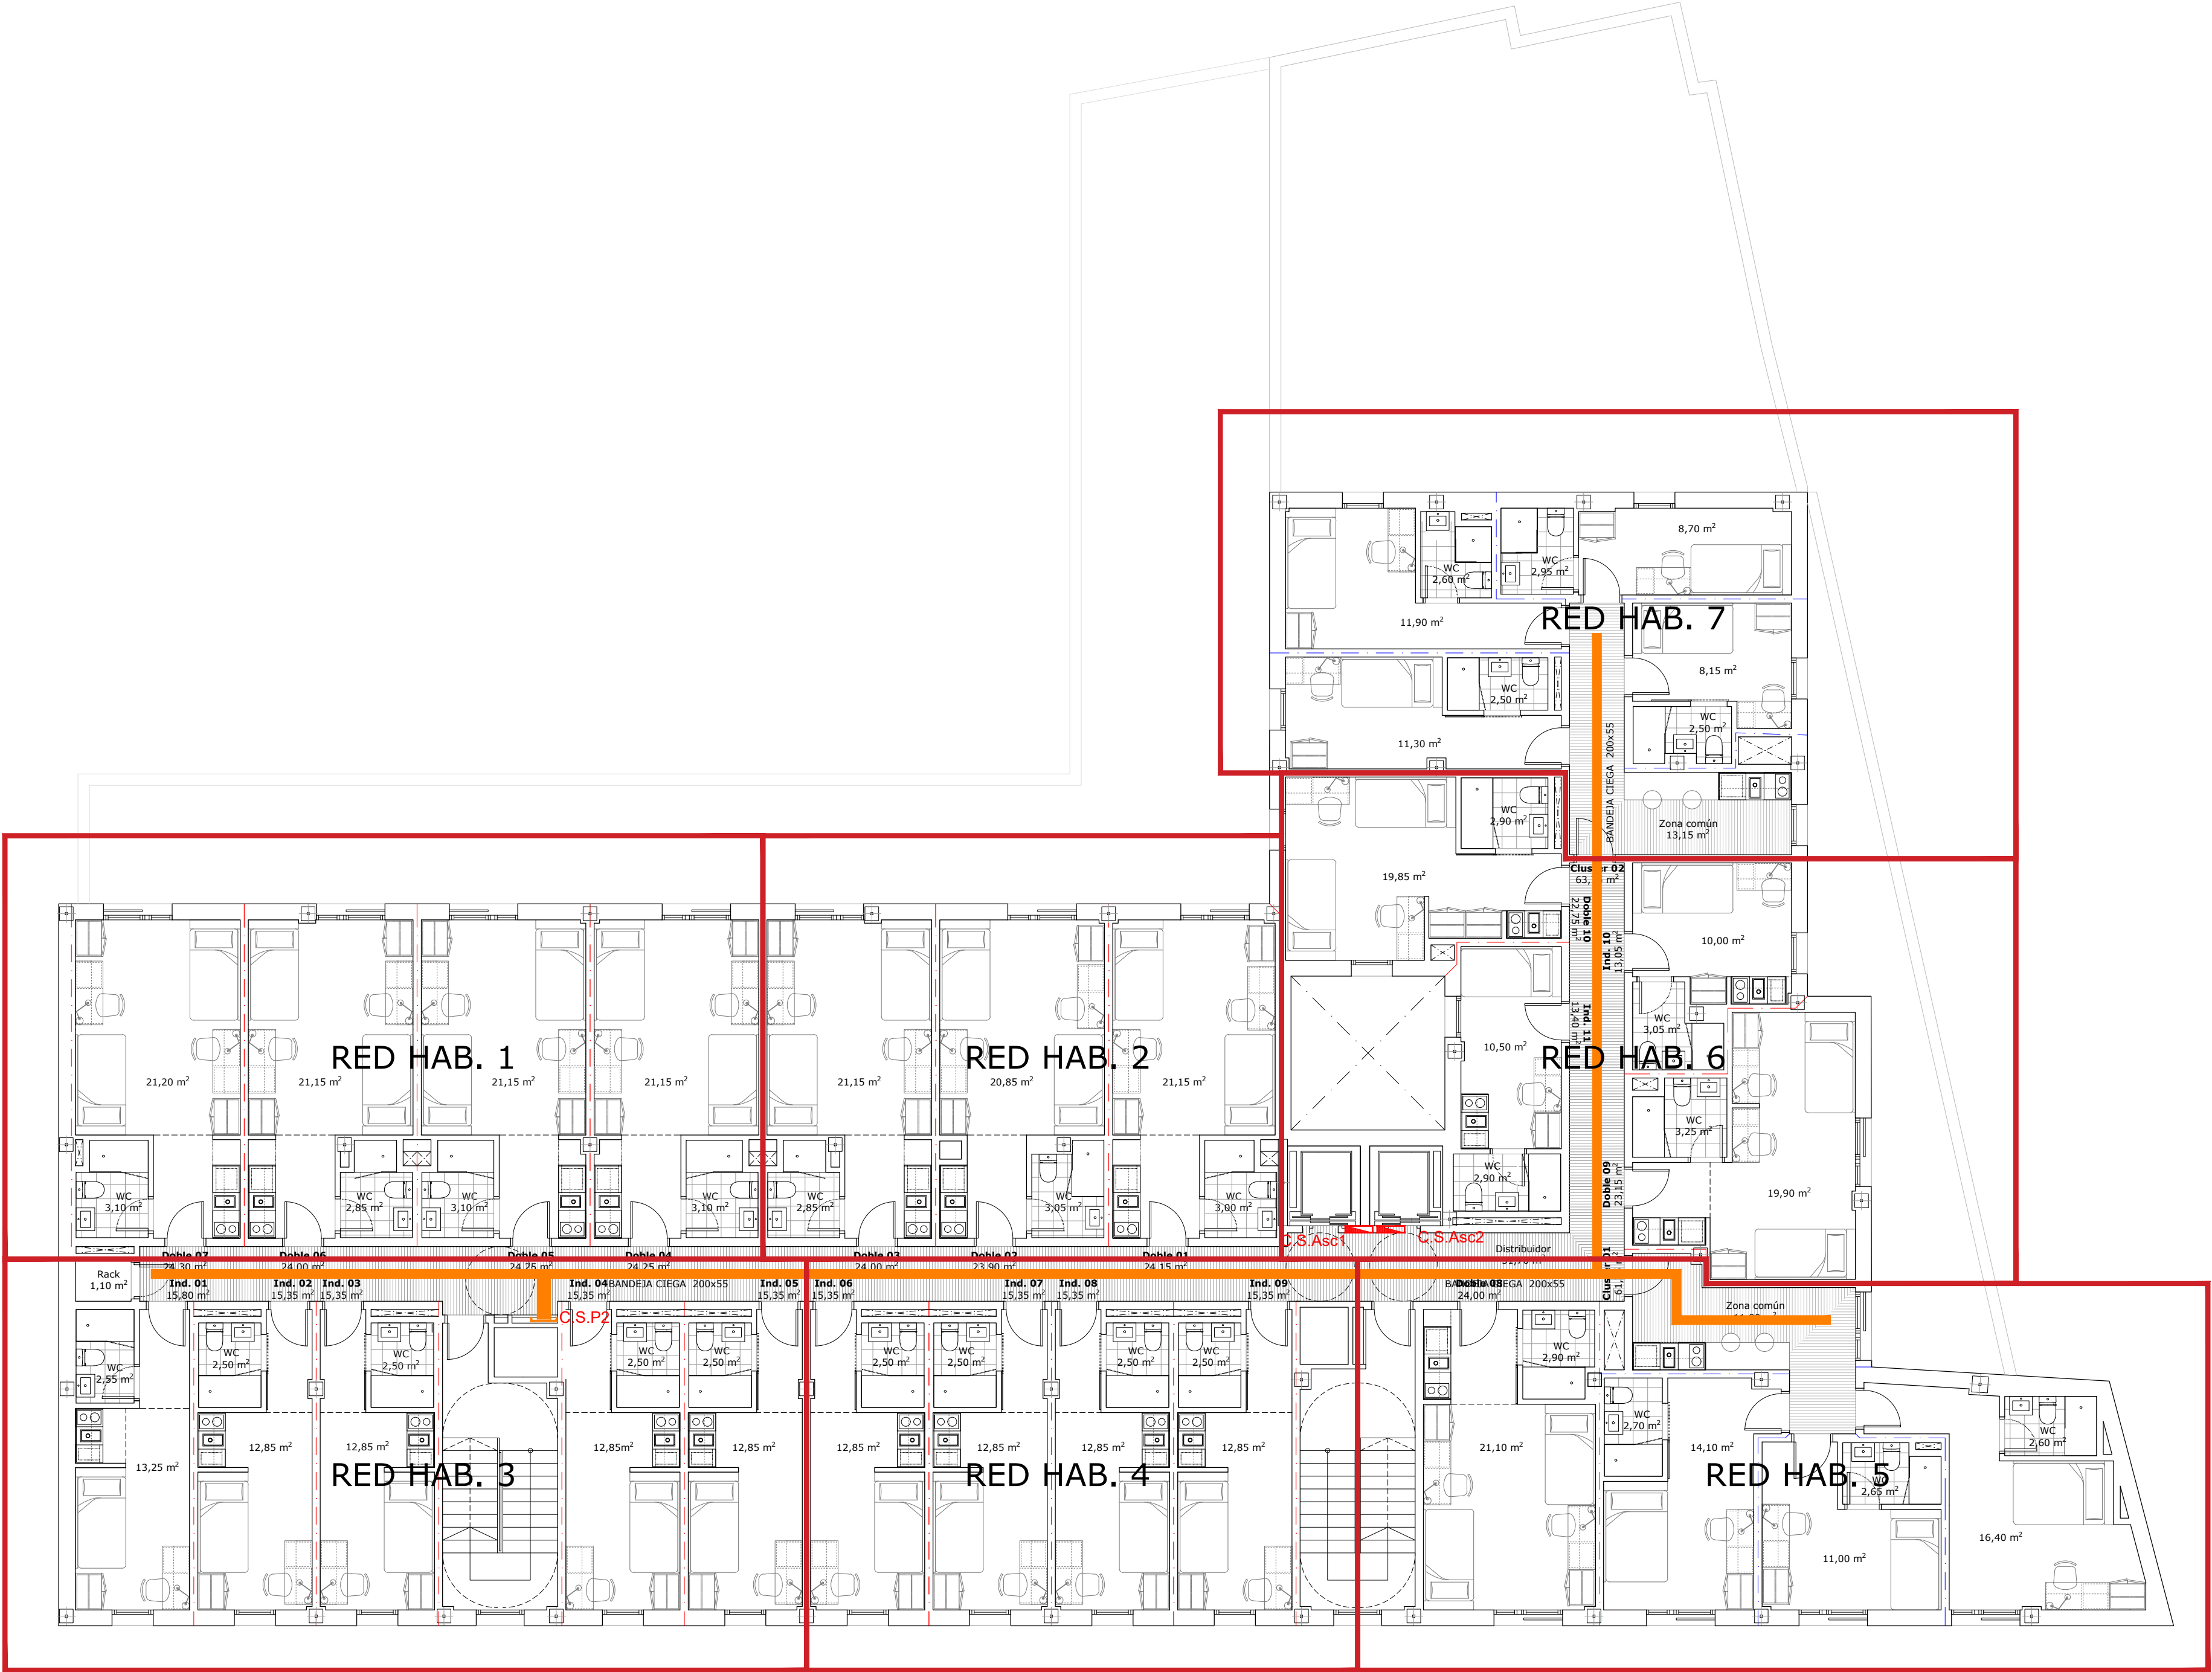 8,70 m²
WC
2,60 m²
WC
2,95 m²
RED HAB. 7
11,90 m²
8,15 m²
WC
2,50 m²
WC
2,50 m²
11,30 m²
BANDEJA CIEGA 200x55
Zona común
13,15 m²
WC
2,90 m²
19,85 m²
Cluster 02
Doble 10
22,75 m²
Ind. 10
13,05 m²
10,00 m²
Ind. 11
13,40 m²
WC
3,05 m²
10,50 m²
RED HAB. 6
WC
3,25 m²
WC
2,90 m²
Doble 09
23,15 m²
19,90 m²
RED HAB. 1
21,20 m²
21,15 m²
21,15 m²
21,15 m²
RED HAB. 2
21,15 m²
20,85 m²
21,15 m²
WC
3,10 m²
WC
2,85 m²
WC
3,10 m²
WC
3,10 m²
WC
2,85 m²
WC
3,05 m²
WC
3,00 m²
C.S.Asc1
C.S.Asc2
Distribuidor
Cluster 01
Doble 07
24,30 m²
Doble 06
24,00 m²
Doble 05
24,75 m²
Doble 04
24,25 m²
Doble 03
24,00 m²
Doble 02
23,90 m²
Doble 01
24,15 m²
Rack
1,10 m²
Ind. 01
15,80 m²
Ind. 02
15,35 m²
Ind. 03
15,35 m²
Ind. 04
15,35 m²
BANDEJA CIEGA 200x55
Ind. 05
15,35 m²
Ind. 06
15,35 m²
Ind. 07
15,35 m²
Ind. 08
15,35 m²
Ind. 09
15,35 m²
BANDEJA CIEGA 200x55
Doble 08
24,00 m²
Zona común
C.S.P2
WC
2,55 m²
WC
2,50 m²
WC
2,50 m²
WC
2,50 m²
WC
2,50 m²
WC
2,50 m²
WC
2,50 m²
WC
2,50 m²
WC
2,50 m²
WC
2,90 m²
WC
2,70 m²
WC
2,60 m²
13,25 m²
12,85 m²
12,85 m²
12,85m²
12,85 m²
12,85 m²
12,85 m²
12,85 m²
12,85 m²
21,10 m²
14,10 m²
RED HAB. 3
RED HAB. 4
RED HAB. 5
WC
2,65 m²
11,00 m²
16,40 m²